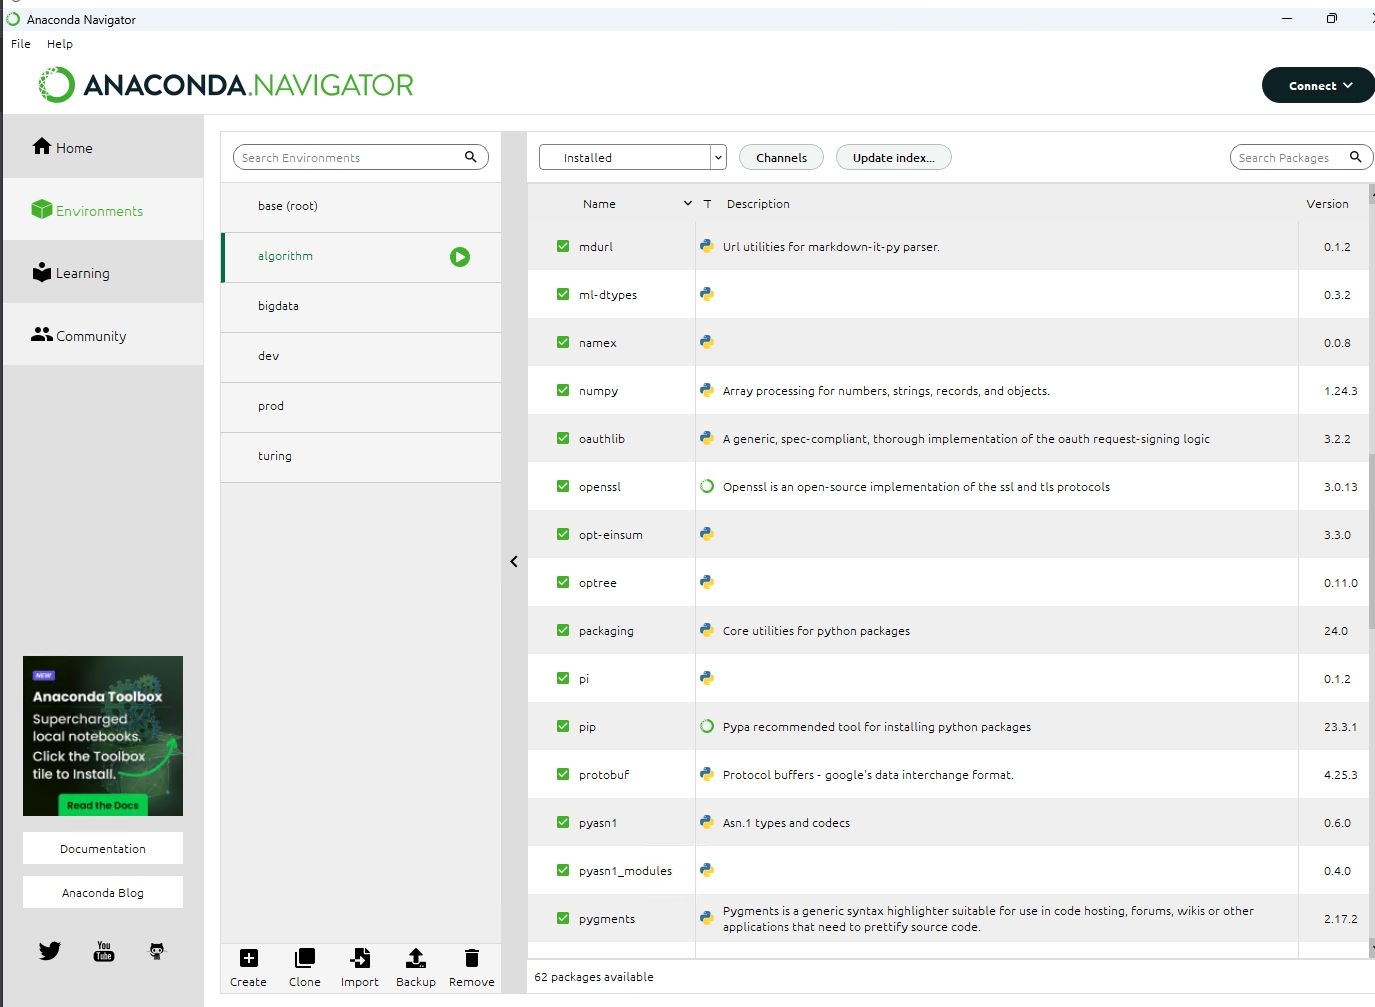 Anaconda Navigator
File Help
ANACONDA.NAVIGATOR
Connect
Home
Environments
Learning
Community
NEW
Anaconda Toolbox
Supercharged
local notebooks.
Click the Toolbox
tile to Install.
Read the Docs
Documentation
Anaconda Blog
You
Tube
Search Environments
base (root)
algorithm
bigdata
dev
prod
turing
Create Clone Import Backup Remove
Installed Channels Update index... Search Packages
Name T Description Version
mdurl Url utilities for markdown-it-py parser. 0.1.2
ml-dtypes 0.3.2
namex 0.0.8
numpy Array processing for numbers, strings, records, and objects. 1.24.3
oauthlib A generic, spec-compliant, thorough implementation of the oauth request-signing logic 3.2.2
openssl Openssl is an open-source implementation of the ssl and tls protocols 3.0.13
opt-einsum 3.3.0
optree 0.11.0
packaging Core utilities for python packages 24.0
pi 0.1.2
pip Pypa recommended tool for installing python packages 23.3.1
protobuf Protocol buffers - google's data interchange format. 4.25.3
pyasn1 Asn.1 types and codecs 0.6.0
pyasn1_modules 0.4.0
pygments Pygments is a generic syntax highlighter suitable for use in code hosting, forums, wikis or other 2.17.2
applications that need to prettify source code.
62 packages available